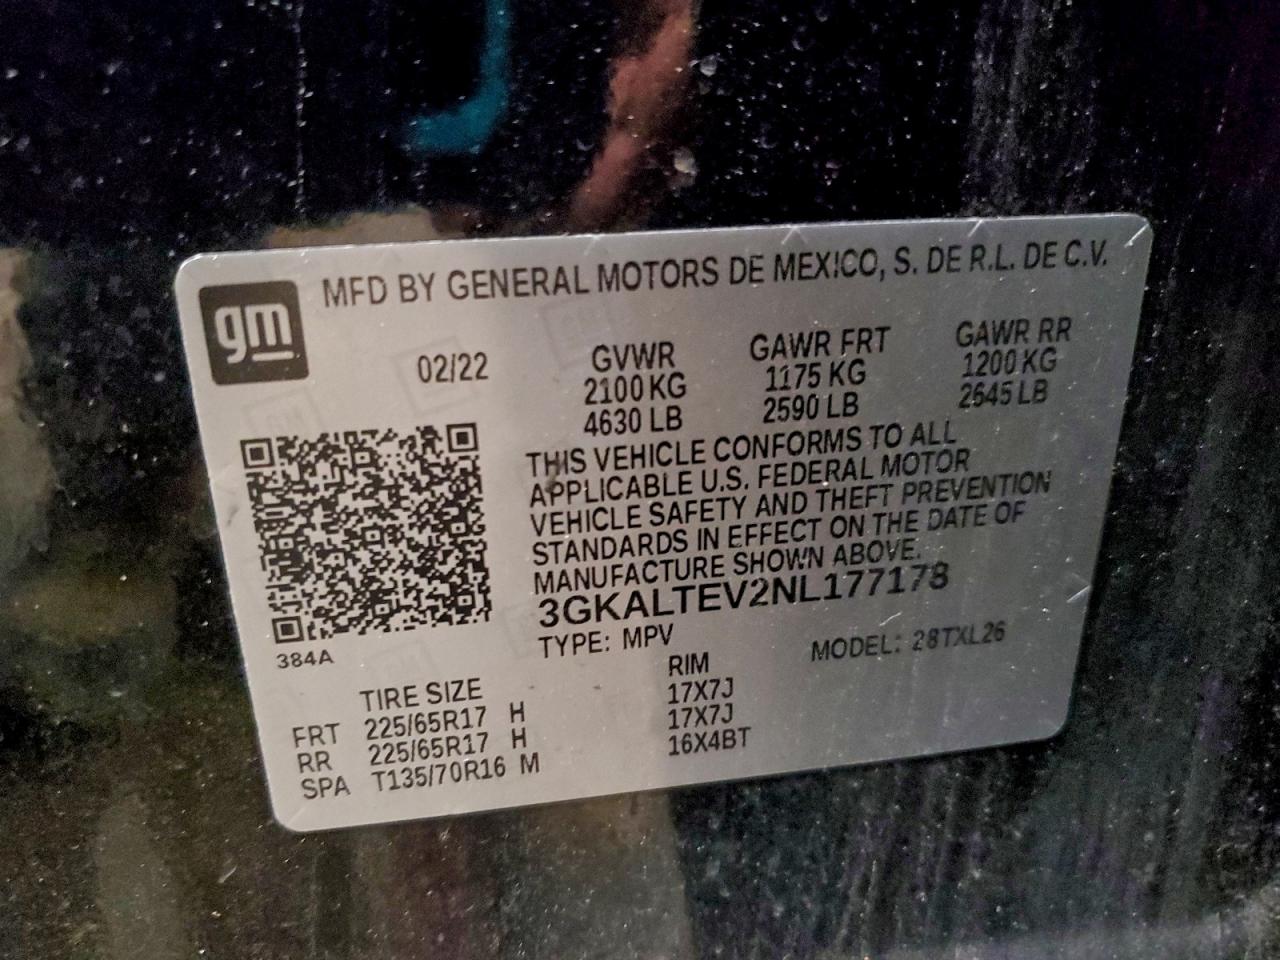 gm
MFD BY GENERAL MOTORS DE MEXICO, S. DE R.L. DE C.V.
02/22 GVWR GAWR FRT GAWR RR
2100 KG 1175 KG 1200 KG
4630 LB 2590 LB 2645 LB
THIS VEHICLE CONFORMS TO ALL
APPLICABLE U.S. FEDERAL MOTOR
VEHICLE SAFETY AND THEFT PREVENTION
STANDARDS IN EFFECT ON THE DATE OF
MANUFACTURE SHOWN ABOVE.
3GKALTEV2NL177178
384A
TYPE: MPV MODEL: 28TXL26
TIRE SIZE RIM
FRT 225/65R17 H 17X7J
RR 225/65R17 H 17X7J
SPA T135/70R16 M 16X4BT